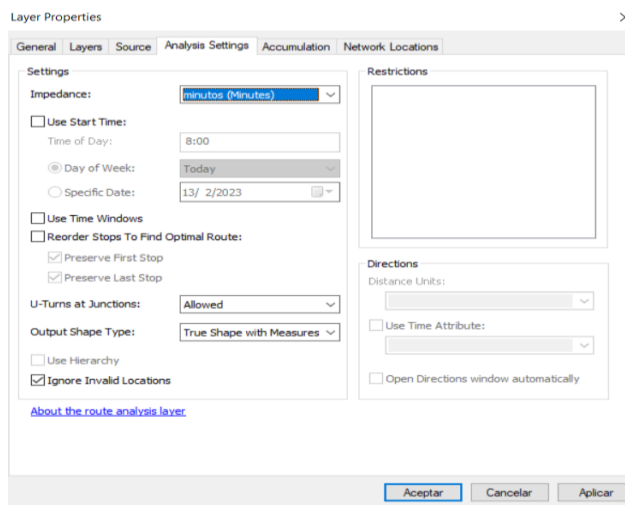 Layer Properties
General Layers Source Analysis Settings Accumulation Network Locations
Settings
Impedance: minutos (Minutes)
Use Start Time:
Time of Day: 8:00
Day of Week: Today
Specific Date: 13/ 2/2023
Use Time Windows
Reorder Stops To Find Optimal Route:
Preserve First Stop
Preserve Last Stop
U-Turns at Junctions: Allowed
Output Shape Type: True Shape with Measures
Use Hierarchy
Ignore Invalid Locations
About the route analysis layer
Restrictions
Directions
Distance Units:
Use Time Attribute:
Open Directions window automatically
Aceptar Cancelar Aplicar